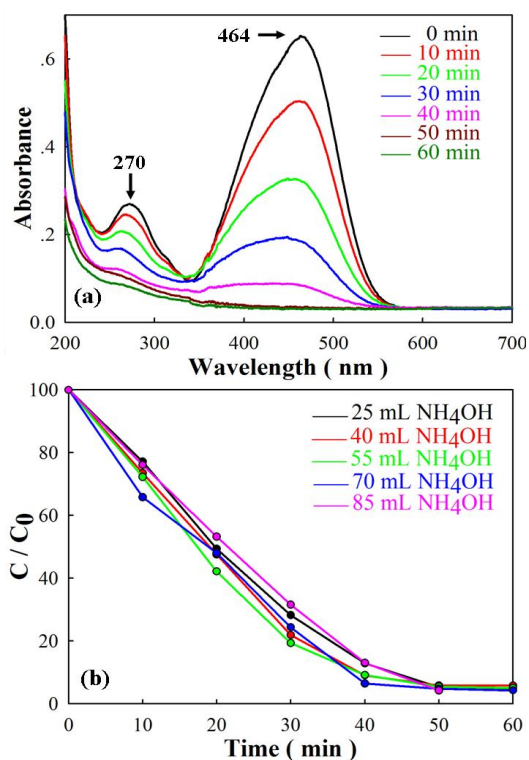 464
270
0 min
10 min
20 min
30 min
40 min
50 min
60 min
.6
.4
.2
0.0
Absorbance
(a)
200 300 400 500 600 700
Wavelength ( nm )
100
80
60
40
20
0
C / C0
25 mL NH4OH
40 mL NH4OH
55 mL NH4OH
70 mL NH4OH
85 mL NH4OH
(b)
0 10 20 30 40 50 60
Time ( min )